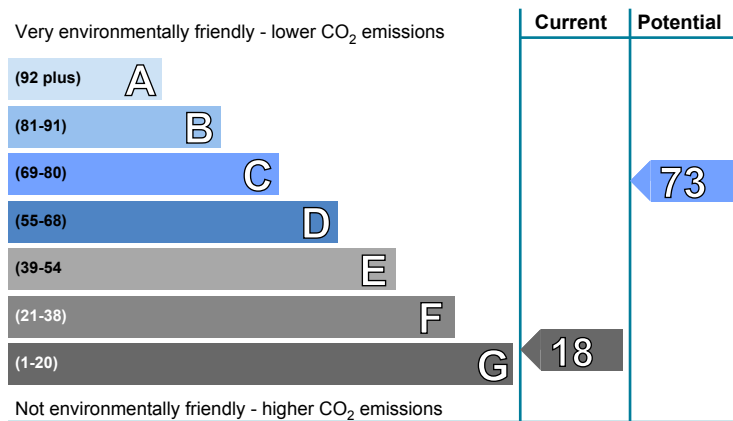 Very environmentally friendly - lower CO2 emissions
Current
Potential
(92 plus) A
(81-91) B
(69-80) C
73
(55-68) D
(39-54 E
(21-38) F
(1-20) G
18
Not environmentally friendly - higher CO2 emissions